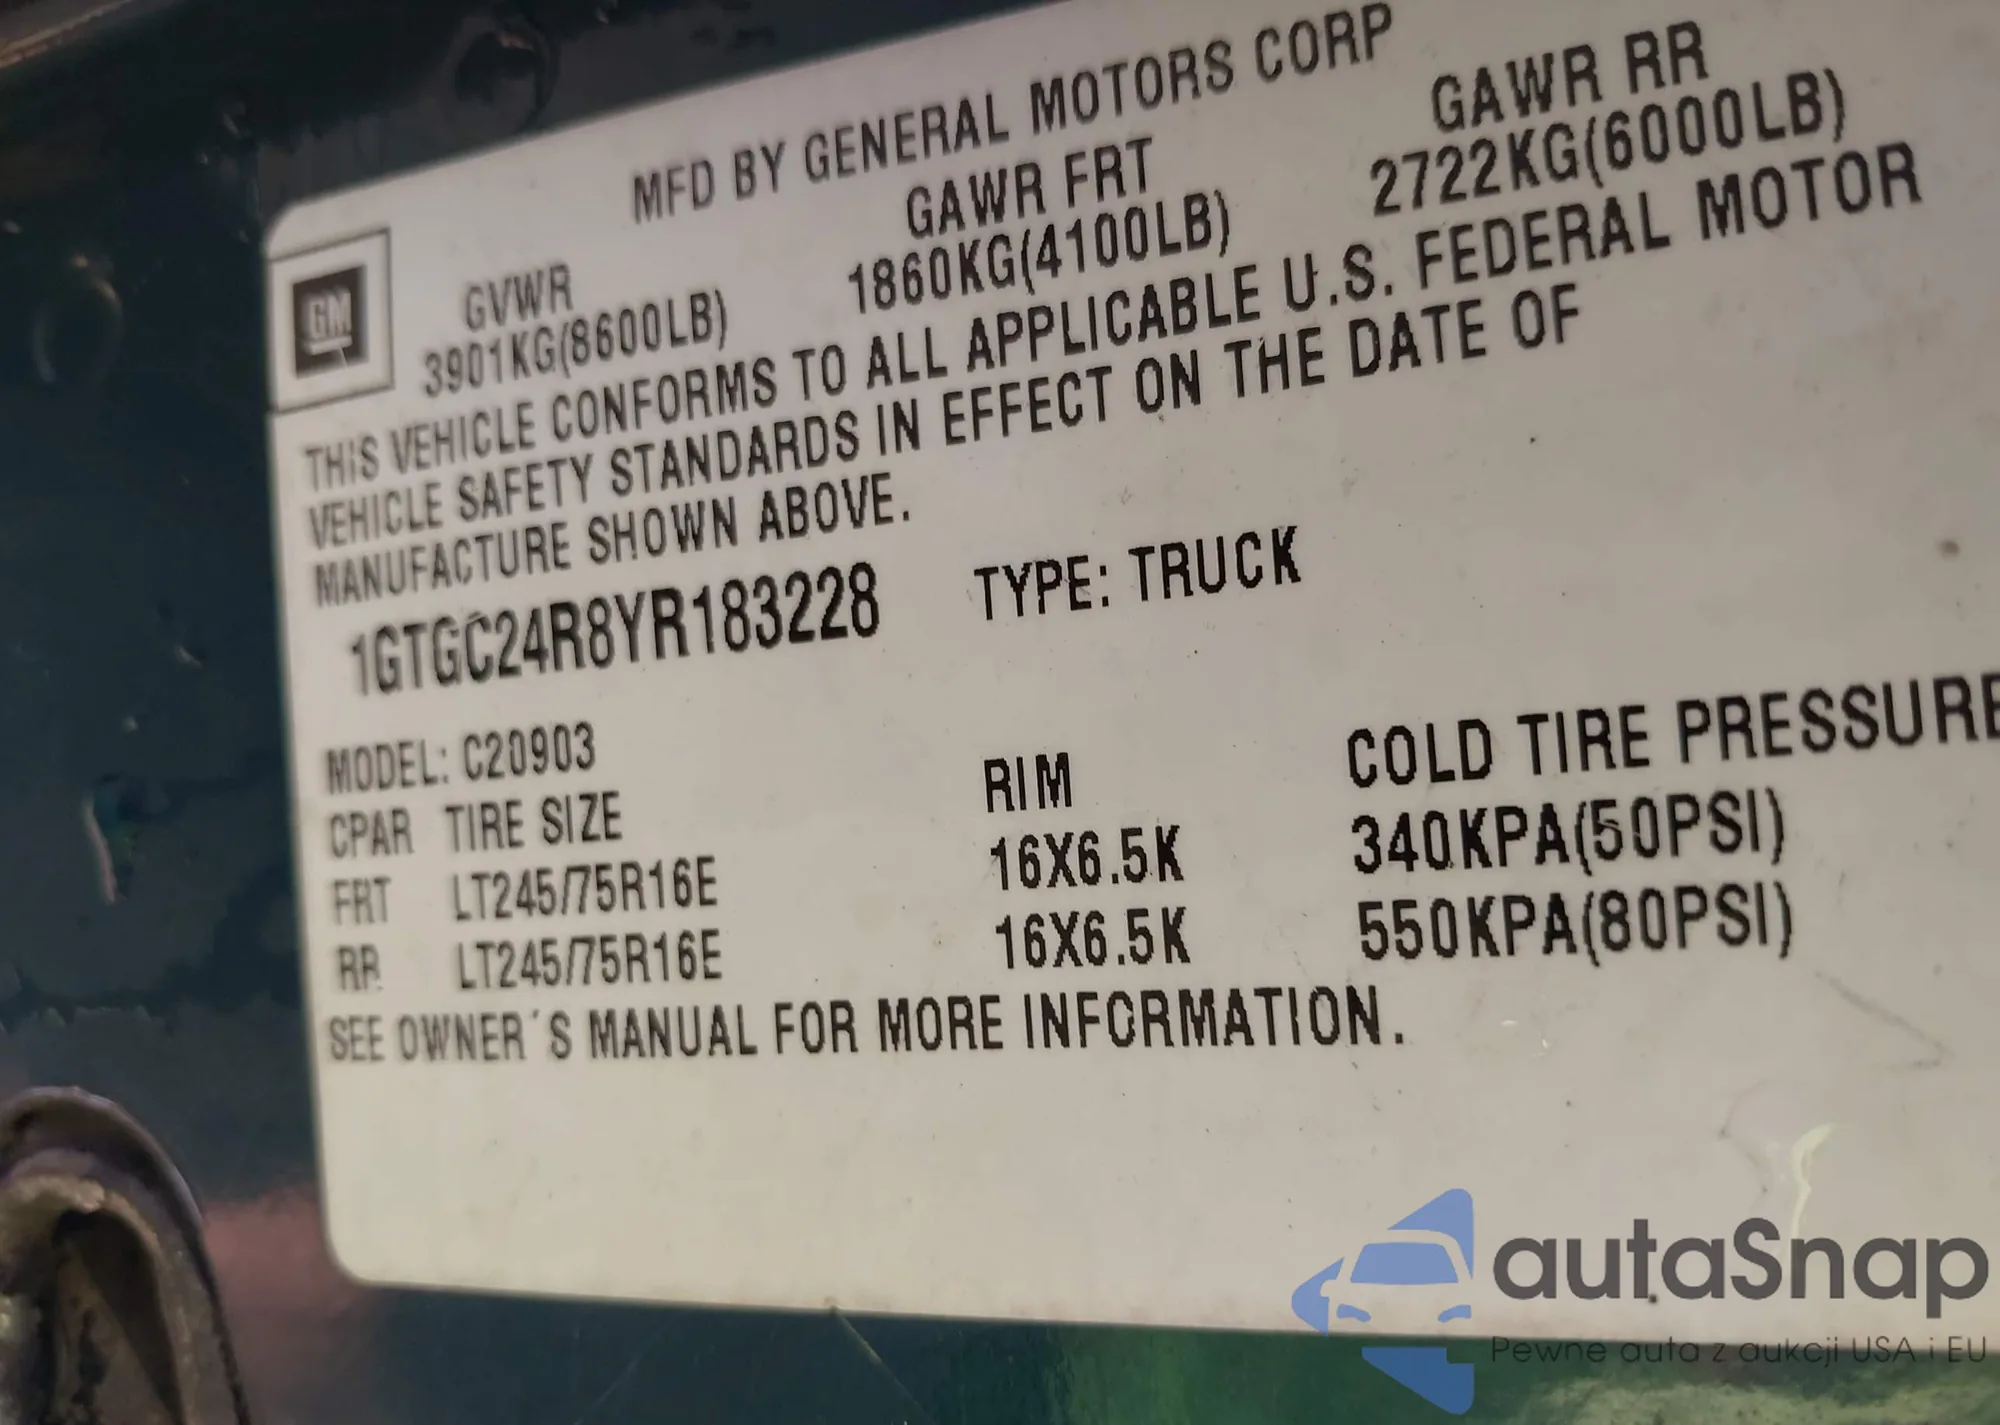 MFD BY GENERAL MOTORS CORP
GVWR GAWR FRT GAWR RR
3901KG(8600LB) 1860KG(4100LB) 2722KG(6000LB)
THIS VEHICLE CONFORMS TO ALL APPLICABLE U.S. FEDERAL MOTOR
VEHICLE SAFETY STANDARDS IN EFFECT ON THE DATE OF
MANUFACTURE SHOWN ABOVE.
GM
1GTGC24R8YR183228 TYPE: TRUCK
MODEL: C20903
CPAR TIRE SIZE RIM COLD TIRE PRESSURE
FRT LT245/75R16E 16X6.5K 340KPA(50PSI)
RR LT245/75R16E 16X6.5K 550KPA(80PSI)
SEE OWNER´S MANUAL FOR MORE INFORMATION.
autaSnap
Pewne auta z aukcji USA i EU